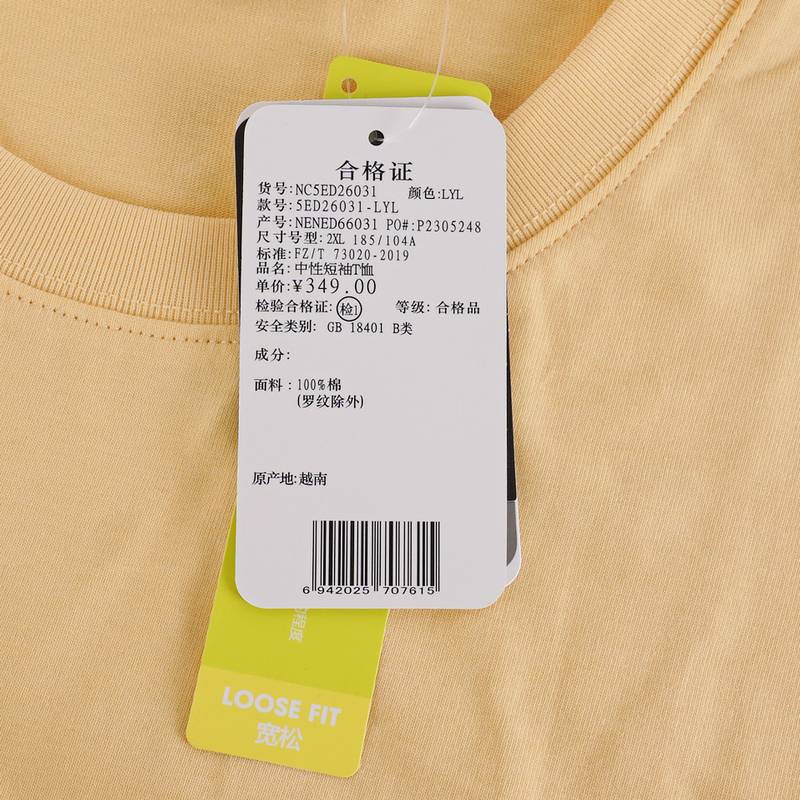 合格证
货号:NC5ED26031 颜色:LYL
款号:5ED26031-LYL
产号:NENED66031 PO#:P2305248
尺寸号型:2XL 185/104A
标准:FZ/T 73020-2019
品名:中性短袖T恤
单价:¥349.00
检验合格证:检1 等级:合格品
安全类别: GB 18401 B类
成分:
面料:100%棉
(罗纹除外)
原产地:越南
6 942025 707615
程度
LOOSE FIT
宽松